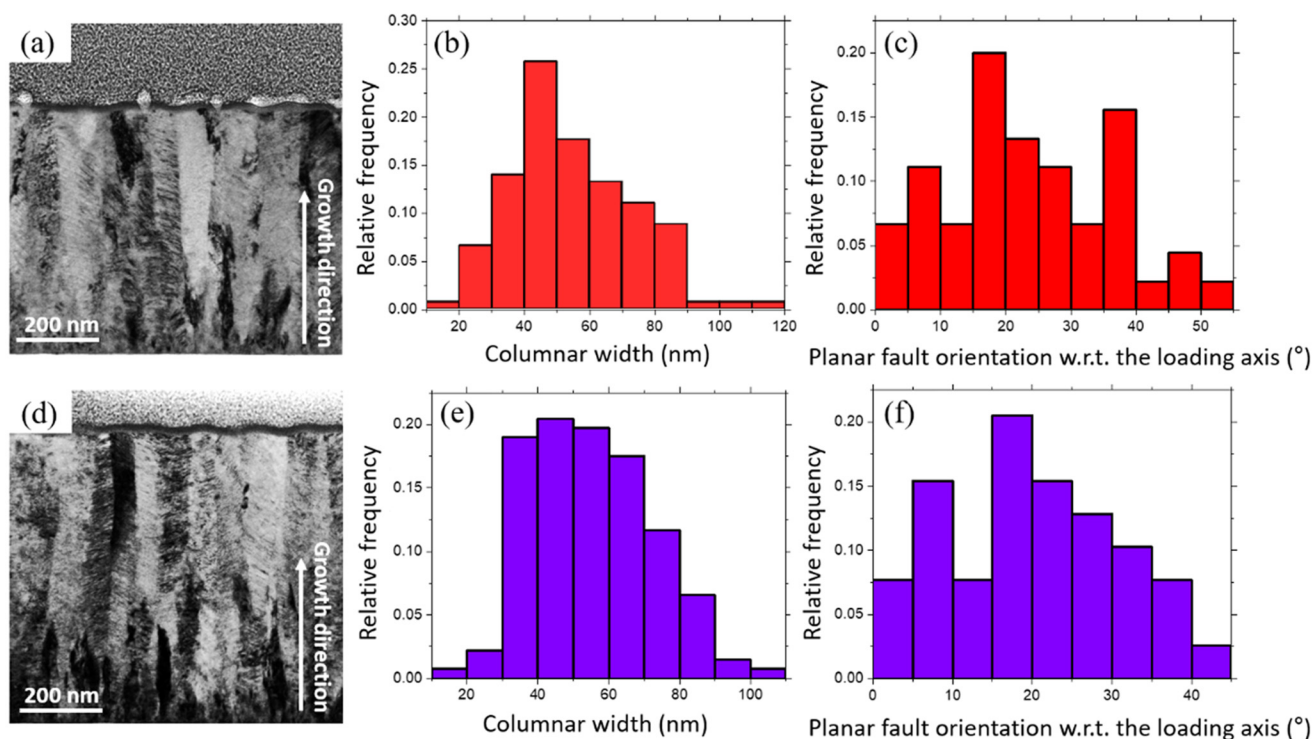 (a)
Growth direction
200 nm
(b)
Relative frequency
0.30
0.25
0.20
0.15
0.10
0.05
0.00
20 40 60 80 100 120
Columnar width (nm)
(c)
Relative frequency
0.20
0.15
0.10
0.05
0.00
0 10 20 30 40 50
Planar fault orientation w.r.t. the loading axis (°)
(d)
Growth direction
200 nm
(e)
Relative frequency
0.20
0.15
0.10
0.05
0.00
20 40 60 80 100
Columnar width (nm)
(f)
Relative frequency
0.20
0.15
0.10
0.05
0.00
0 10 20 30 40
Planar fault orientation w.r.t. the loading axis (°)